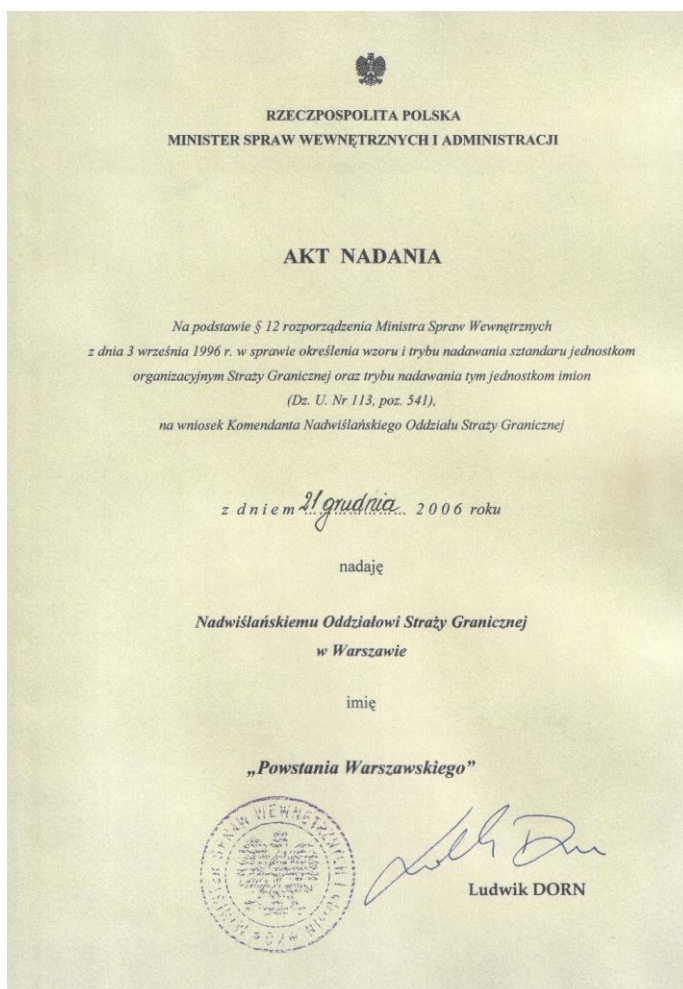 RZECZPOSPOLITA POLSKA
MINISTER SPRAW WEWNĘTRZNYCH I ADMINISTRACJI
AKT NADANIA
Na podstawie § 12 rozporządzenia Ministra Spraw Wewnętrznych
z dnia 3 września 1996 r. w sprawie określenia wzoru i trybu nadawania sztandaru jednostkom
organizacyjnym Straży Granicznej oraz trybu nadawania tym jednostkom imion
(Dz. U. Nr 113, poz. 541),
na wniosek Komendanta Nadwiślańskiego Oddziału Straży Granicznej
z dniem 21 grudnia 2006 roku
nadaję
Nadwiślańskiemu Oddziałowi Straży Granicznej
w Warszawie
imię
„Powstania Warszawskiego”
MINISTER SPRAW WEWNĘTRZNYCH I
Ludwik DORN